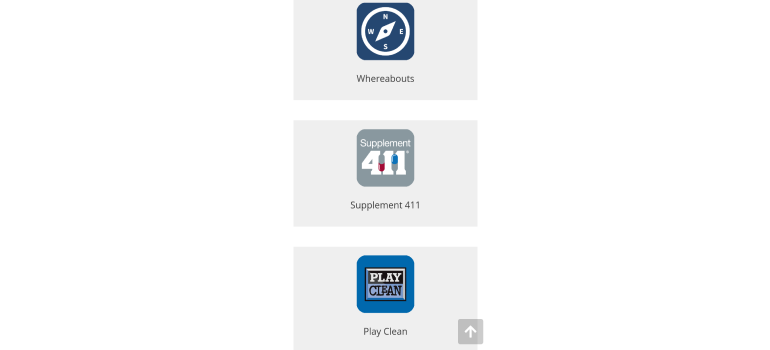 N
W E
S
Whereabouts
Supplement
411
Supplement 411
PLAY
CLEAN
Play Clean